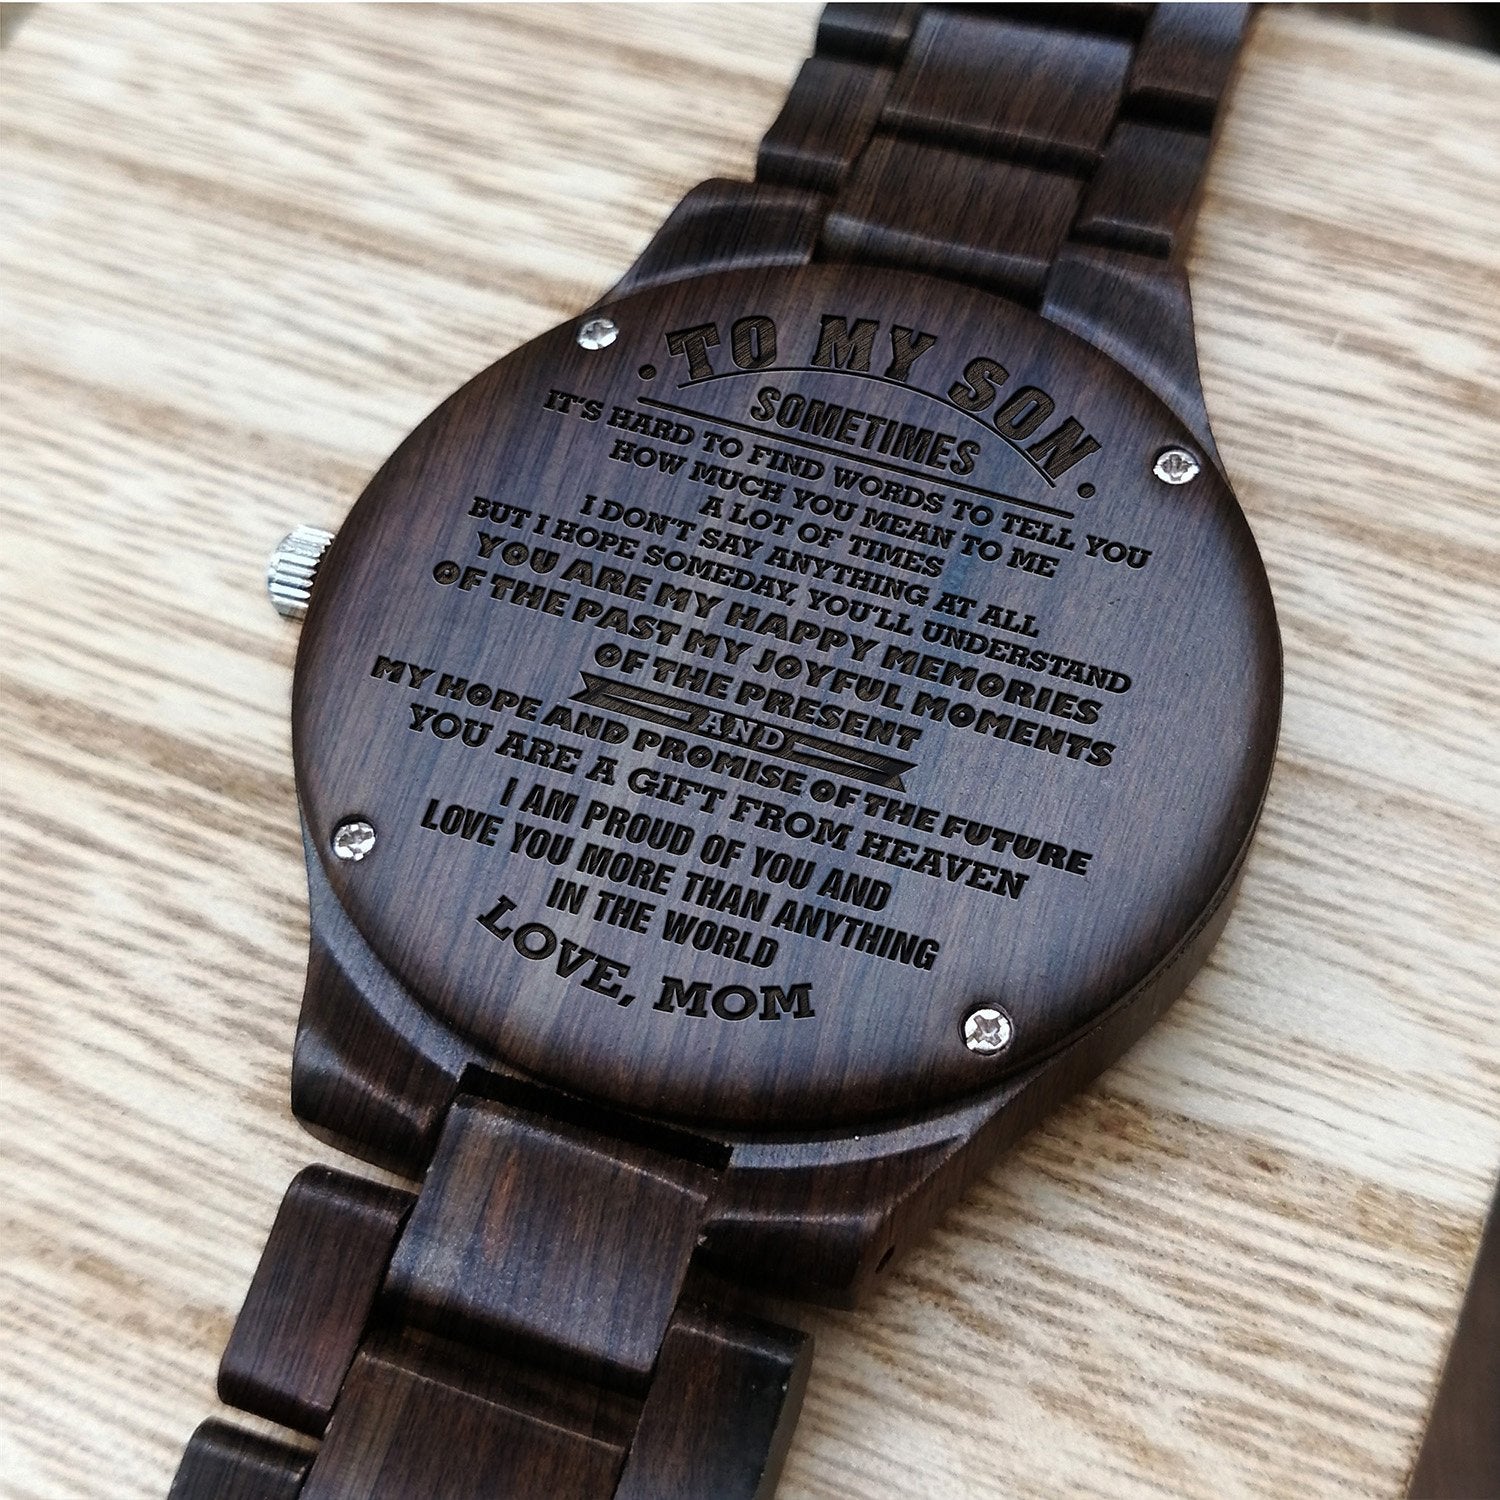 . TO MY SON .
SOMETIMES
IT'S HARD TO FIND WORDS TO TELL YOU
HOW MUCH YOU MEAN TO ME
A LOT OF TIMES
I DON'T SAY ANYTHING AT ALL
BUT I HOPE SOMEDAY, YOU'LL UNDERSTAND
YOU ARE MY HAPPY MEMORIES
OF THE PAST MY JOYFUL MOMENTS
OF THE PRESENT
AND
MY HOPE AND PROMISE OF THE FUTURE
YOU ARE A GIFT FROM HEAVEN
I AM PROUD OF YOU AND
LOVE YOU MORE THAN ANYTHING
IN THE WORLD
LOVE, MOM